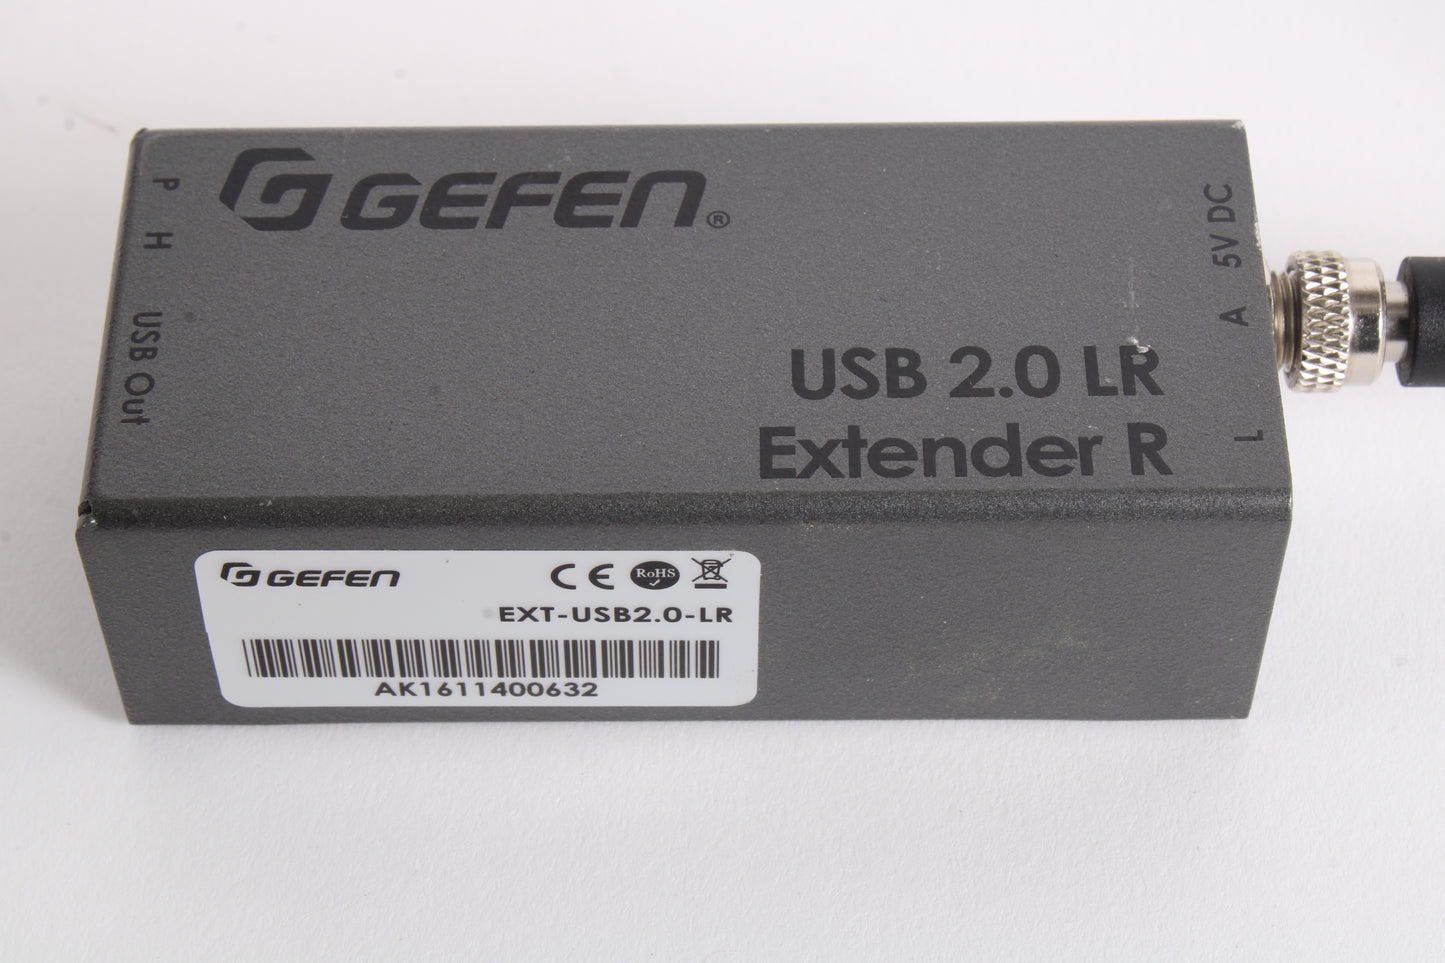 GEFEN®
P
H
USB Out
5V DC
A
L
USB 2.0 LR
Extender R
GEFEN
CE RoHS
EXT-USB2.0-LR
AK1611400632